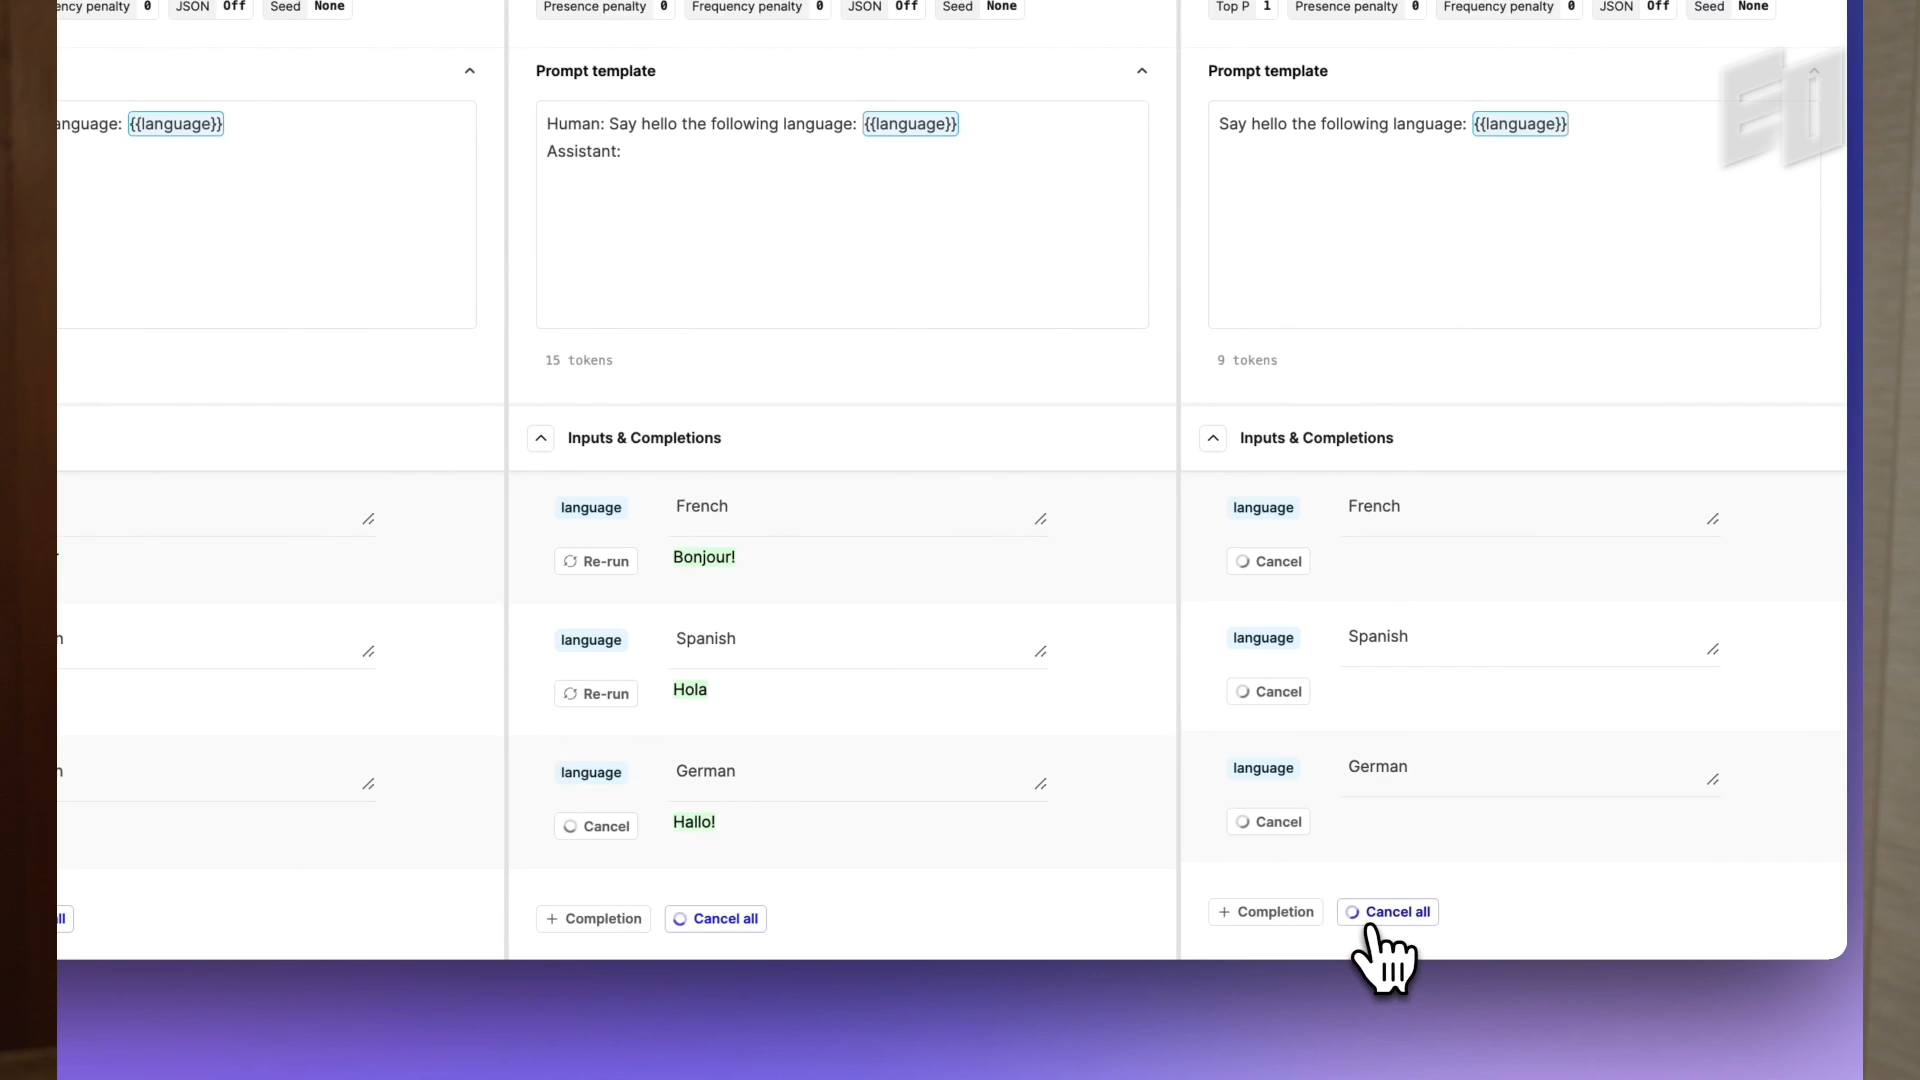 ency penalty 0 JSON Off Seed None
anguage: {{language}}
ll
Presence penalty 0 Frequency penalty 0 JSON Off Seed None
Prompt template
Human: Say hello the following language: {{language}}
Assistant:
15 tokens
Inputs & Completions
language French
Re-run Bonjour!
language Spanish
Re-run Hola
language German
Cancel Hallo!
+ Completion Cancel all
Top P 1 Presence penalty 0 Frequency penalty 0 JSON Off Seed None
Prompt template
Say hello the following language: {{language}}
9 tokens
Inputs & Completions
language French
Cancel
language Spanish
Cancel
language German
Cancel
+ Completion Cancel all
EO